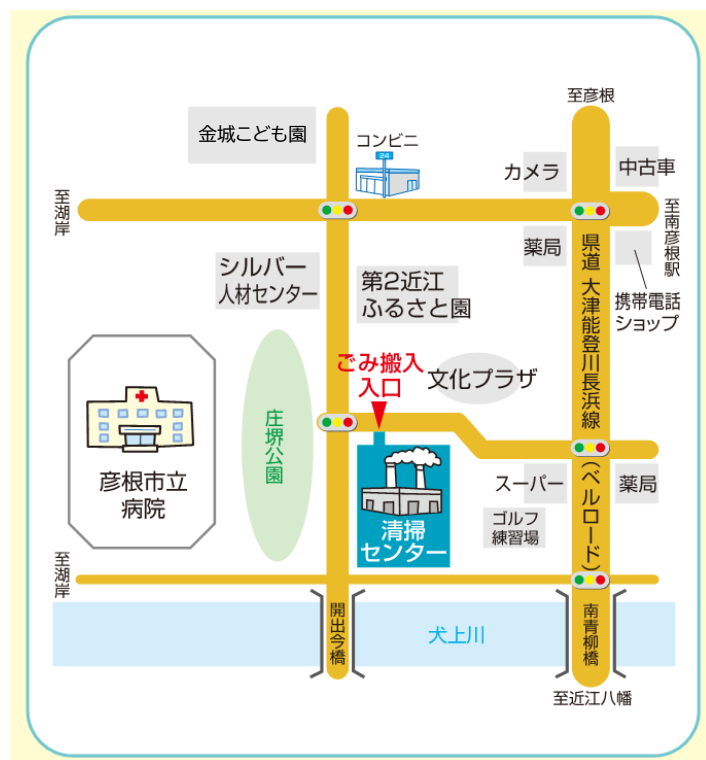 至彦根
金城こども園
コンビニ
24
カメラ
中古車
至湖岸
至南彦根駅
薬局
県道 大津能登川長浜線
(ベルロード)
携帯電話
ショップ
シルバー
人材センター
第2近江
ふるさと園
ごみ搬入
入口
文化プラザ
庄堺公園
彦根市立
病院
スーパー
薬局
ゴルフ
練習場
清掃
センター
至湖岸
開出今橋
犬上川
南青柳橋
至近江八幡